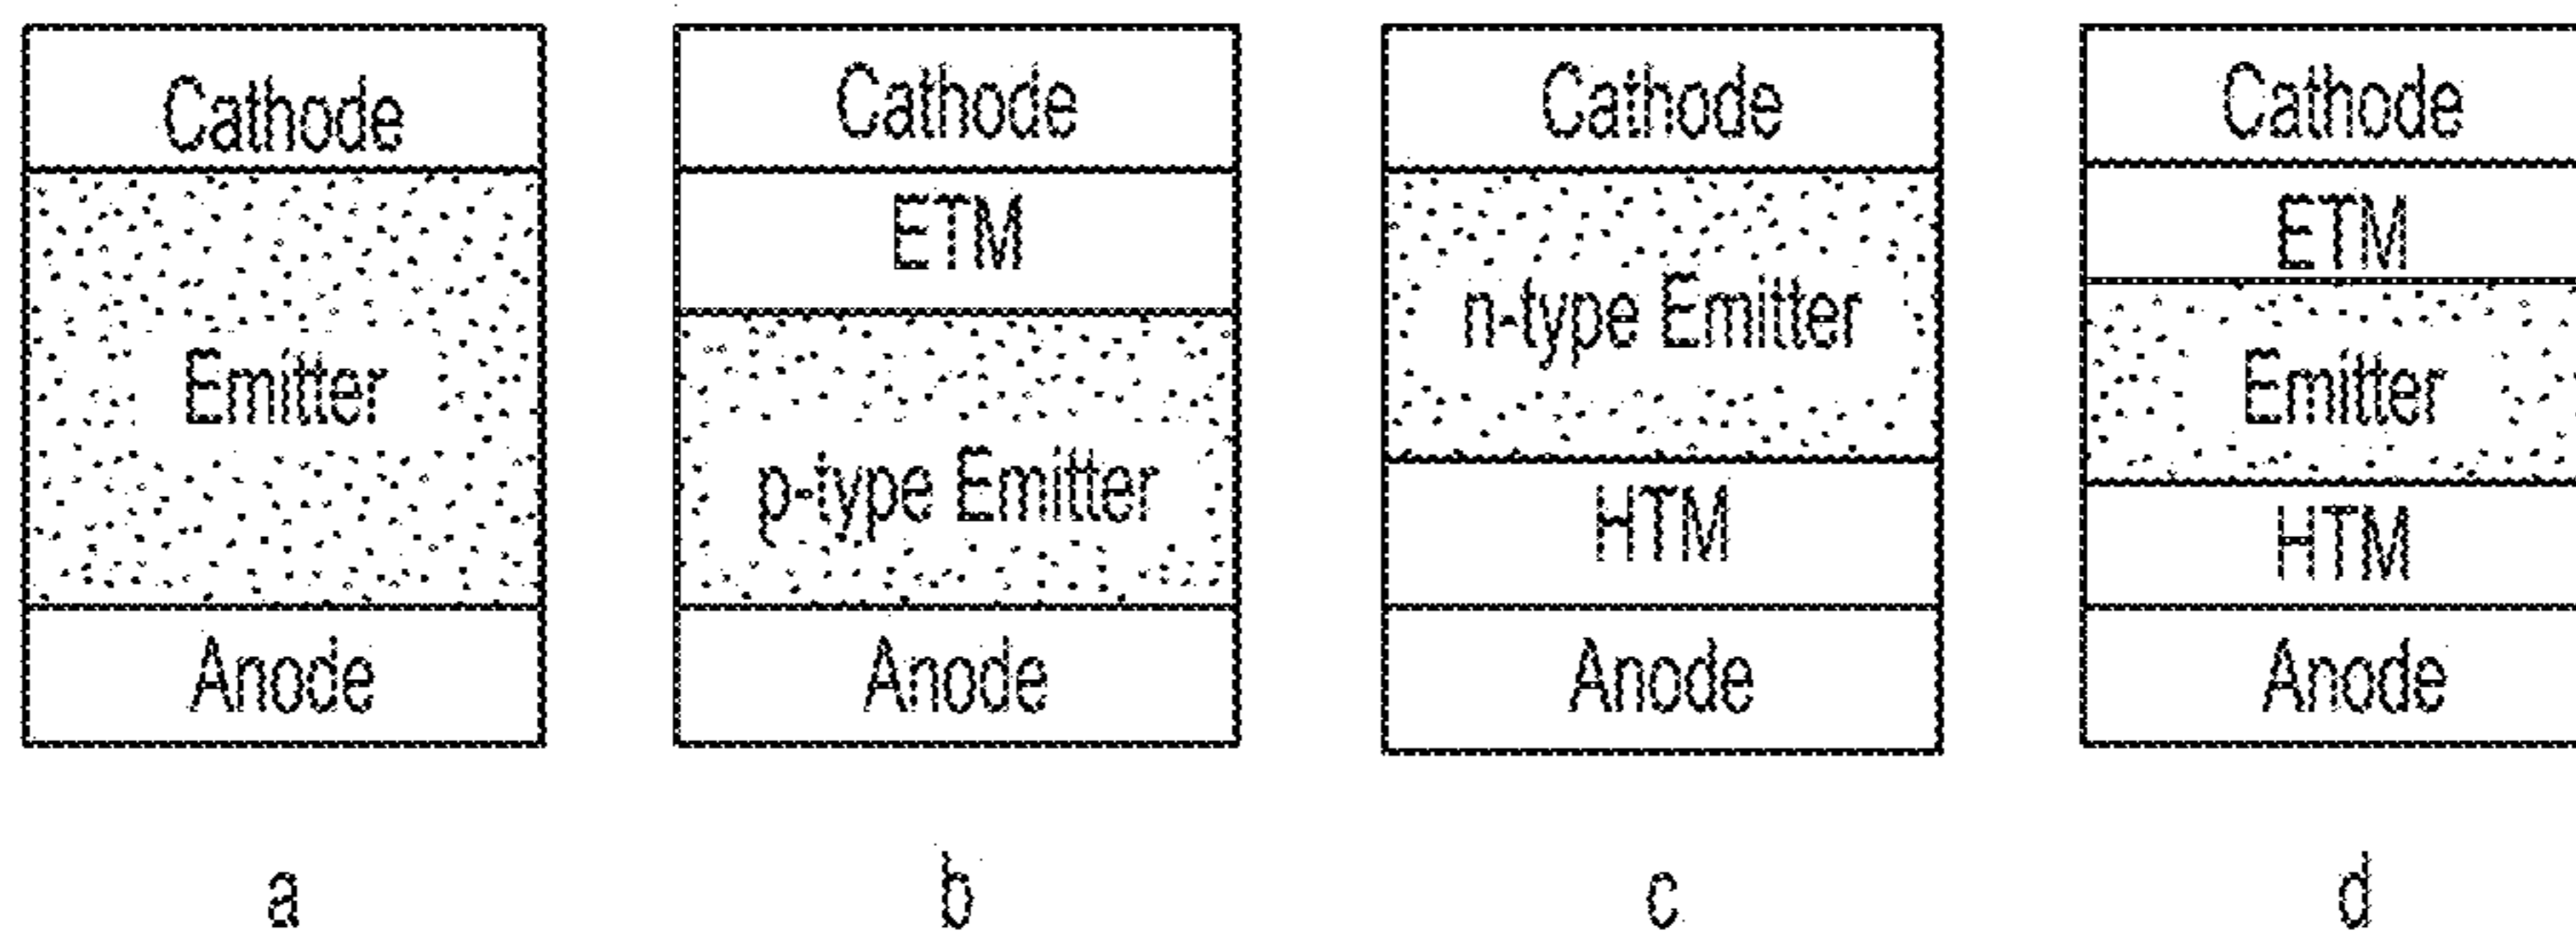 Cathode
Emitter
Anode
a
Cathode
ETM
p-type Emitter
Anode
b
Cathode
n-type Emitter
HTM
Anode
c
Cathode
ETM
Emitter
HTM
Anode
d